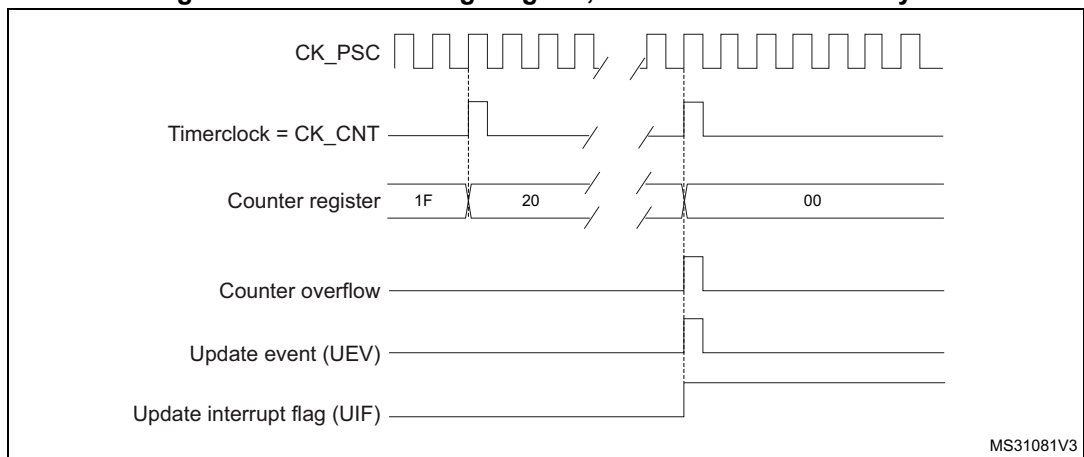 CK_PSC
Timerclock = CK_CNT
Counter register
1F
20
00
Counter overflow
Update event (UEV)
Update interrupt flag (UIF)
MS31081V3